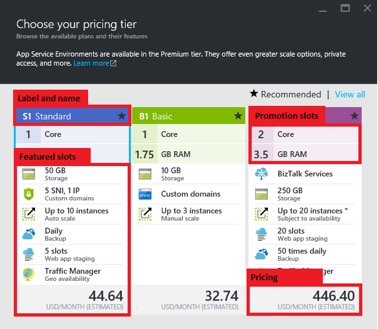 Choose your pricing tier
Browse the available plans and their features
App Service Environments are available in the Premium tier. They offer even greater scale options, private
access, and more. Learn more
★ Recommended | View all
Label and name
S1 Standard ★
1 Core
Featured slots
50 GB
Storage
5 SNI, 1 IP
Up to 10 instances
Auto scale
Daily
Backup
5 slots
Web app staging
Traffic Manager
Geo availability
44.64
USD/MONTH (ESTIMATED)
B1 Basic ★
1 Core
1.75 GB RAM
10 GB
Storage
Custom domains
Up to 3 instances
Manual scale
32.74
USD/MONTH (ESTIMATED)
Promotion slots
★
2 Core
3.5 GB RAM
BizTalk Services
250 GB
Storage
Up to 20 instances *
Subject to availability
20 slots
Web app staging
50 times daily
Backup
Pricing
446.40
USD/MONTH (ESTIMATED)